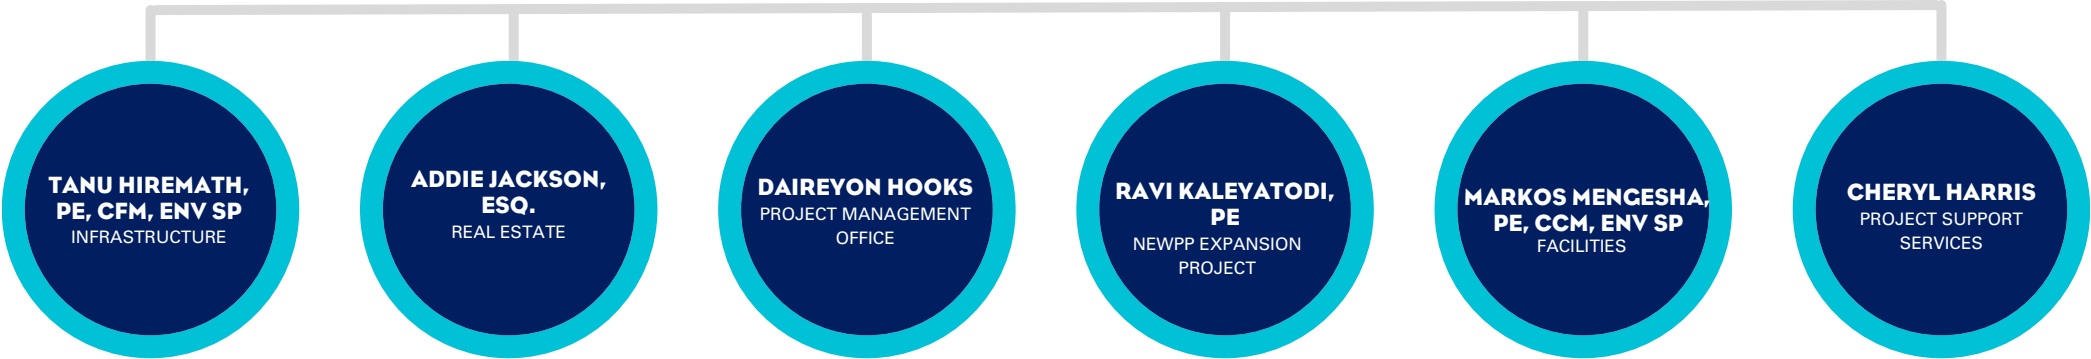 TANU HIREMATH,
PE, CFM, ENV SP
INFRASTRUCTURE
ADDIE JACKSON,
ESQ.
REAL ESTATE
DAIREYON HOOKS
PROJECT MANAGEMENT
OFFICE
RAVI KALEYATODI,
PE
NEWPP EXPANSION
PROJECT
MARKOS MENGESHA,
PE, CCM, ENV SP
FACILITIES
CHERYL HARRIS
PROJECT SUPPORT
SERVICES